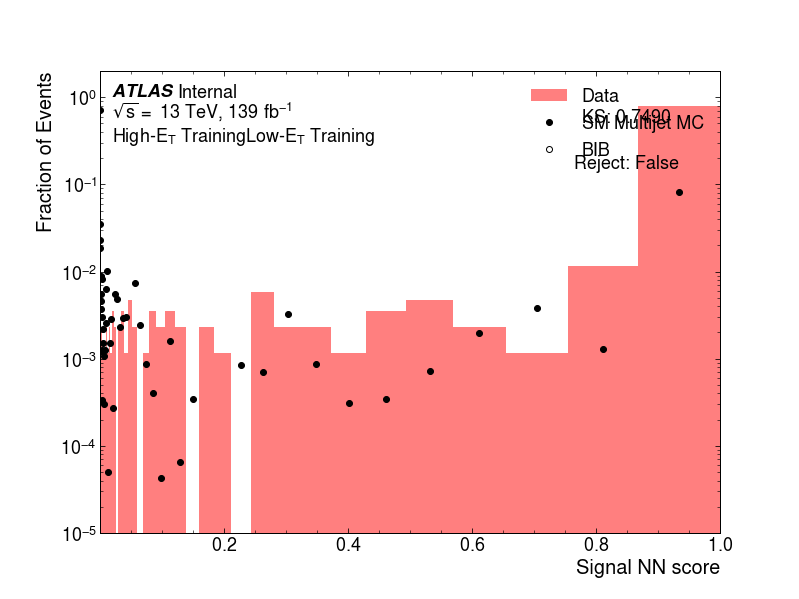 ATLAS Internal
√s = 13 TeV, 139 fb⁻¹
High-E_T TrainingLow-E_T Training
Data
KS: 0.7490
SM Multijet MC
BIB
Reject: False
Fraction of Events
10⁰
10⁻¹
10⁻²
10⁻³
10⁻⁴
10⁻⁵
0.2 0.4 0.6 0.8 1.0
Signal NN score